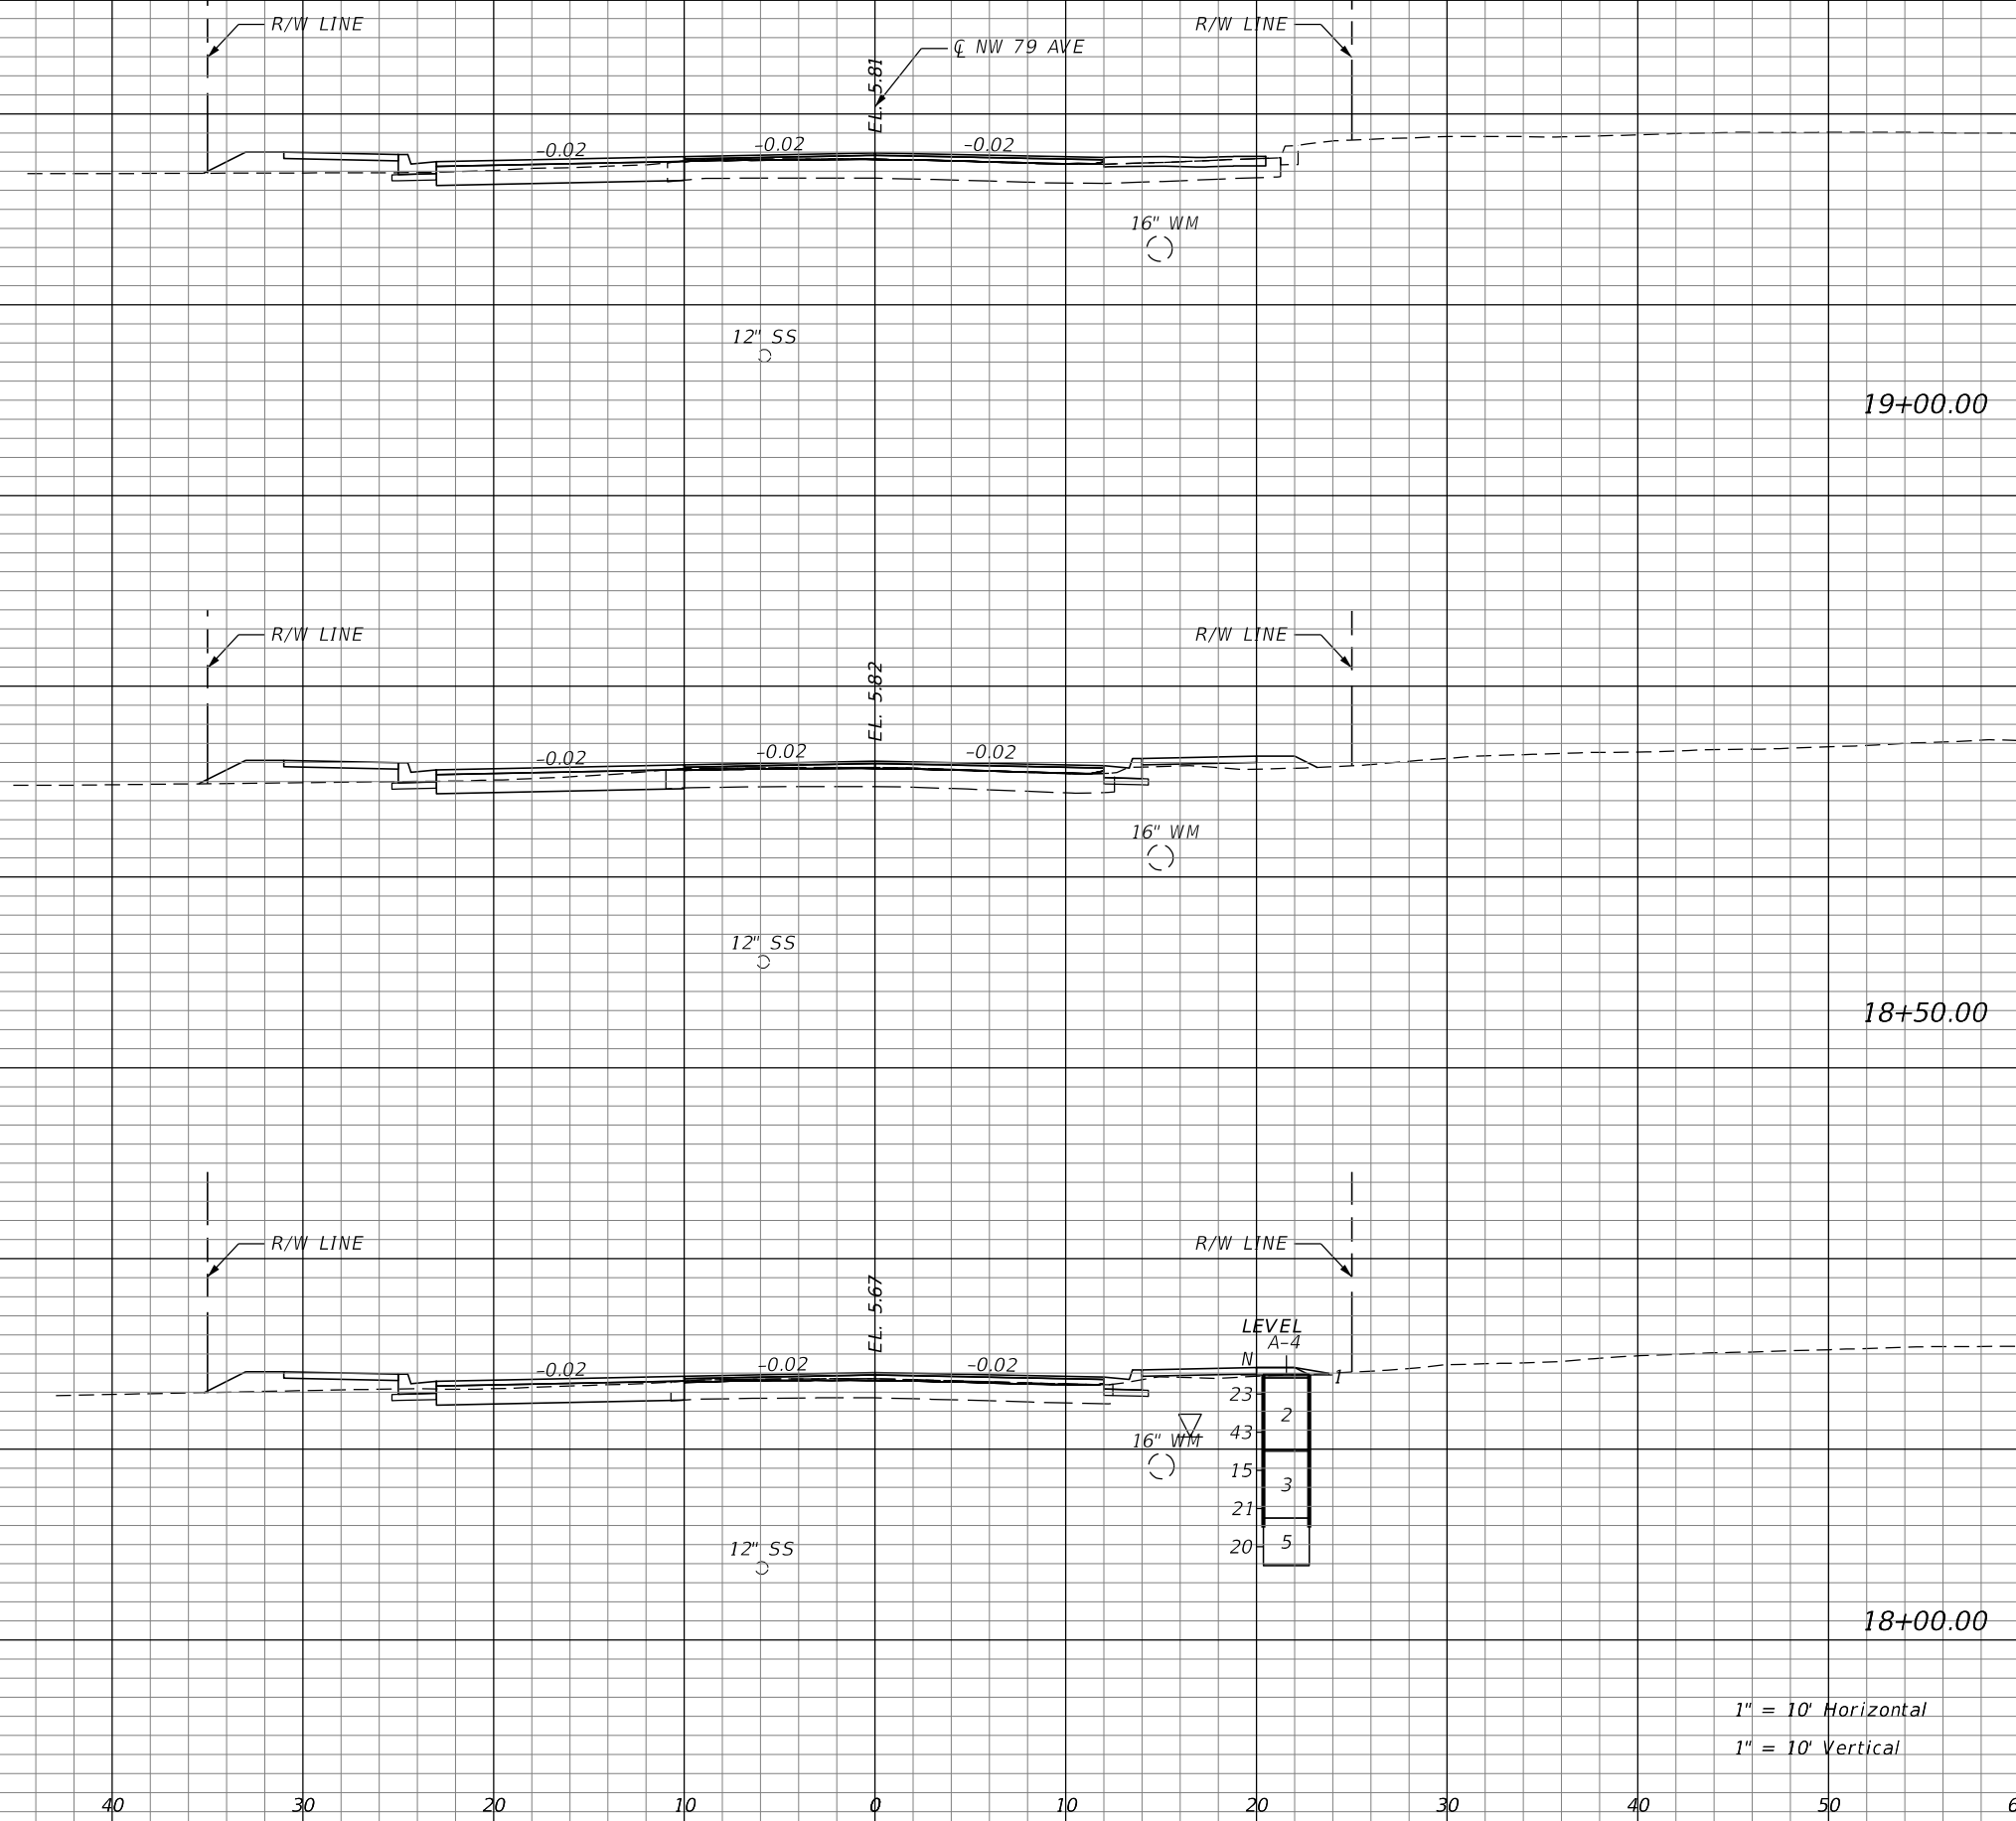 R/W LINE
R/W LINE
℄ NW 79 AVE
EL. 5.81
-0.02
-0.02
-0.02
16" WM
12" SS
19+00.00
R/W LINE
R/W LINE
EL. 5.82
-0.02
-0.02
-0.02
16" WM
12" SS
18+50.00
R/W LINE
R/W LINE
EL. 5.67
LEVEL
A-4
N
-0.02
-0.02
-0.02
1
23
2
43
16" WM
15
3
21
20
5
12" SS
18+00.00
1" = 10' Horizontal
1" = 10' Vertical
40 30 20 10 0 10 20 30 40 50